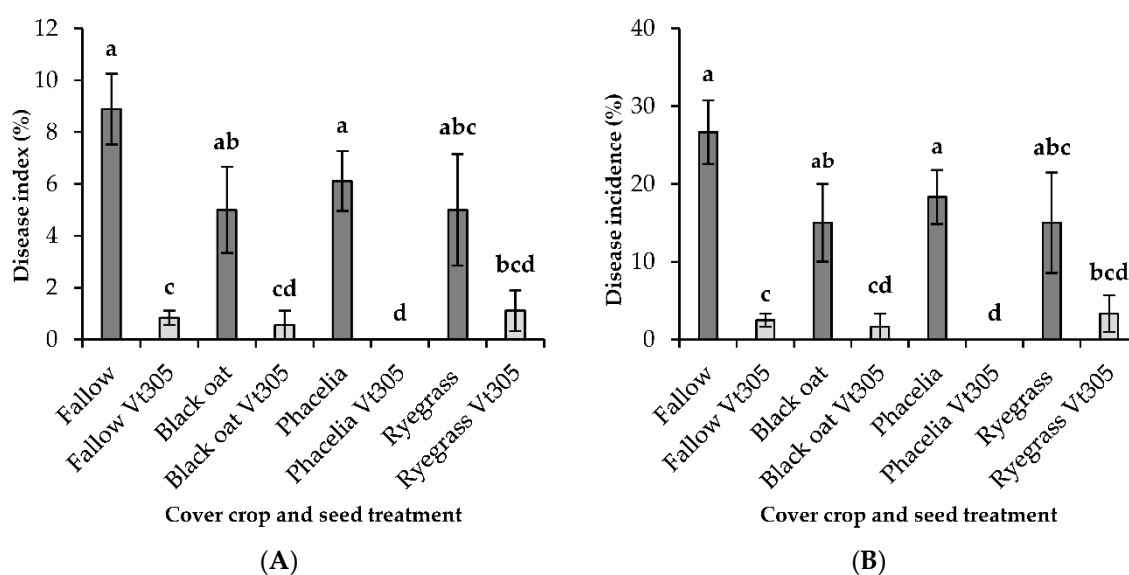 12
10
8
6
4
2
0
Disease index (%)
a
c
ab
cd
a
d
abc
bcd
Fallow
Fallow Vt305
Black oat
Black oat Vt305
Phacelia
Phacelia Vt305
Ryegrass
Ryegrass Vt305
Cover crop and seed treatment
(A)
40
30
20
10
0
Disease incidence (%)
a
c
ab
cd
a
d
abc
bcd
Fallow
Fallow Vt305
Black oat
Black oat Vt305
Phacelia
Phacelia Vt305
Ryegrass
Ryegrass Vt305
Cover crop and seed treatment
(B)